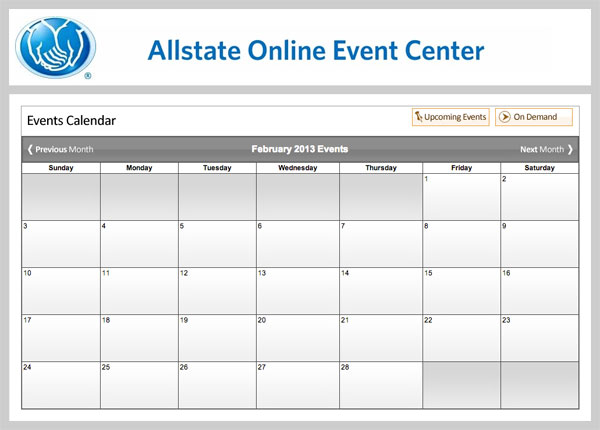 ®
Allstate Online Event Center
Events Calendar
Upcoming Events
On Demand
❮ Previous Month
February 2013 Events
Next Month ❯
Sunday Monday Tuesday Wednesday Thursday Friday Saturday
1 2
3 4 5 6 7 8 9
10 11 12 13 14 15 16
17 18 19 20 21 22 23
24 25 26 27 28